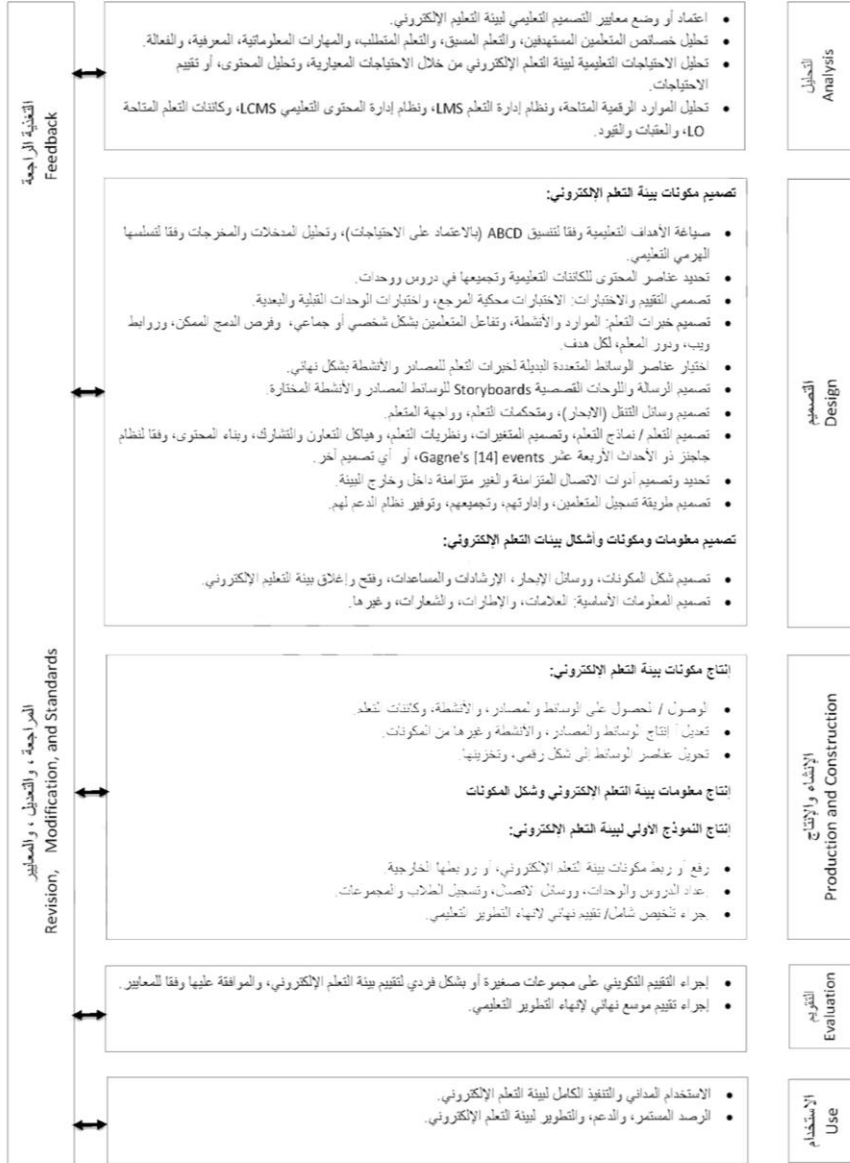 التحليل
Analysis
اعتماد أو وضع معايير التصميم التعليمي لبيئة التعليم الإلكتروني.
تحليل خصائص المتعلمين المستهدفين، والتعلم المسبق، والتعلم المتطلب، والمهارات المعلوماتية، المعرفية، والفعالة.
تحليل الاحتياجات التعليمية لبيئة التعلم الإلكتروني من خلال الاحتياجات المعيارية، وتحليل المحتوى، أو تقييم
الاحتياجات.
تحليل الموارد الرقمية المتاحة، ونظام إدارة التعلم LMS، ونظام إدارة المحتوى التعليمي LCMS، وكائنات التعلم المتاحة
LO، والعقبات والقيود.
التغذية الراجعة
Feedback
التصميم
Design
تصميم مكونات بيئة التعلم الإلكتروني:
صياغة الأهداف التعليمية وفقا لتنسيق ABCD (بالاعتماد على الاحتياجات)، وتحليل المدخلات والمخرجات وفقا لتسلسها
الهرمي التعليمي.
تحديد عناصر المحتوى للكائنات التعليمية وتجميعها في دروس ووحدات.
تصممي التقييم والاختبارات: الاختبارات محكية المرجع، واختبارات الوحدات القبلية والبعدية.
تصميم خبرات التعلم: الموارد والأنشطة، وتفاعل المتعلمين بشكل شخصي أو جماعي، وفرص الدمج الممكن، وروابط
ويب، ودور المعلم، لكل هدف.
اختيار عناصر الوسائط المتعددة البديلة لخبرات التعلم للمصادر والأنشطة بشكل نهائي.
تصميم الرسالة واللوحات القصصية Storyboards للوسائط المصادر والأنشطة المختارة.
تصميم وسائل التنقل (الابحار)، ومتحكمات التعلم، وواجهة المتعلم.
تصميم التعلم / نماذج التعلم، وتصميم المتغيرات، ونظريات التعلم، وهياكل التعاون والتشارك، وبناء المحتوى، وفقا لنظام
جاجنز ذو الأحداث الأربعة عشر Gagne's [14] events، أو أي تصميم آخر.
تحديد وتصميم أدوات الاتصال المتزامنة والغير متزامنة داخل وخارج البيئة.
تصميم طريقة تسجيل المتعلمين، وإدارتهم، وتجميعهم، وتوفير نظام الدعم لهم.
تصميم معلومات ومكونات وأشكال بيئات التعلم الإلكتروني:
تصميم شكل المكونات، ووسائل الإبحار، الإرشادات والمساعدات، وفتح وإغلاق بيئة التعليم الإلكتروني.
تصميم المعلومات الأساسية: العلامات، والإطارات، والشعارات، وغيرها.
الإنشاء والإنتاج
Production and Construction
إنتاج مكونات بيئة التعلم الإلكتروني:
الوصول / الحصول على الوسائط والمصادر، والأنشطة، وكائنات التعلم.
تعديل / إنتاج الوسائط والمصادر، والأنشطة وغيرها من المكونات.
تحويل عناصر الوسائط إلى شكل رقمي، وتخزينها.
إنتاج معلومات بيئة التعلم الإلكتروني وشكل المكونات
إنتاج النموذج الأولي لبيئة التعلم الإلكتروني:
رفع أو ربط مكونات بيئة التعلم الإلكتروني، أو روابطها الخارجية.
إعداد الدروس والوحدات، ووسائل الاتصال، وتسجيل الطلاب والمجموعات.
إجراء تلخيص شامل/ تقييم نهائي لانهاء التطوير التعليمي.
المراجعة، والتعديل، والمعايير
Revision, Modification, and Standards
التقويم
Evaluation
إجراء التقييم التكويني على مجموعات صغيرة أو بشكل فردي لتقييم بيئة التعلم الإلكتروني، والموافقة عليها وفقا للمعايير.
إجراء تقييم موسع نهائي لإنهاء التطوير التعليمي.
الاستخدام
Use
الاستخدام المداني والتنفيذ الكامل لبيئة التعلم الإلكتروني.
الرصد المستمر، والدعم، والتطوير لبيئة التعلم الإلكتروني.